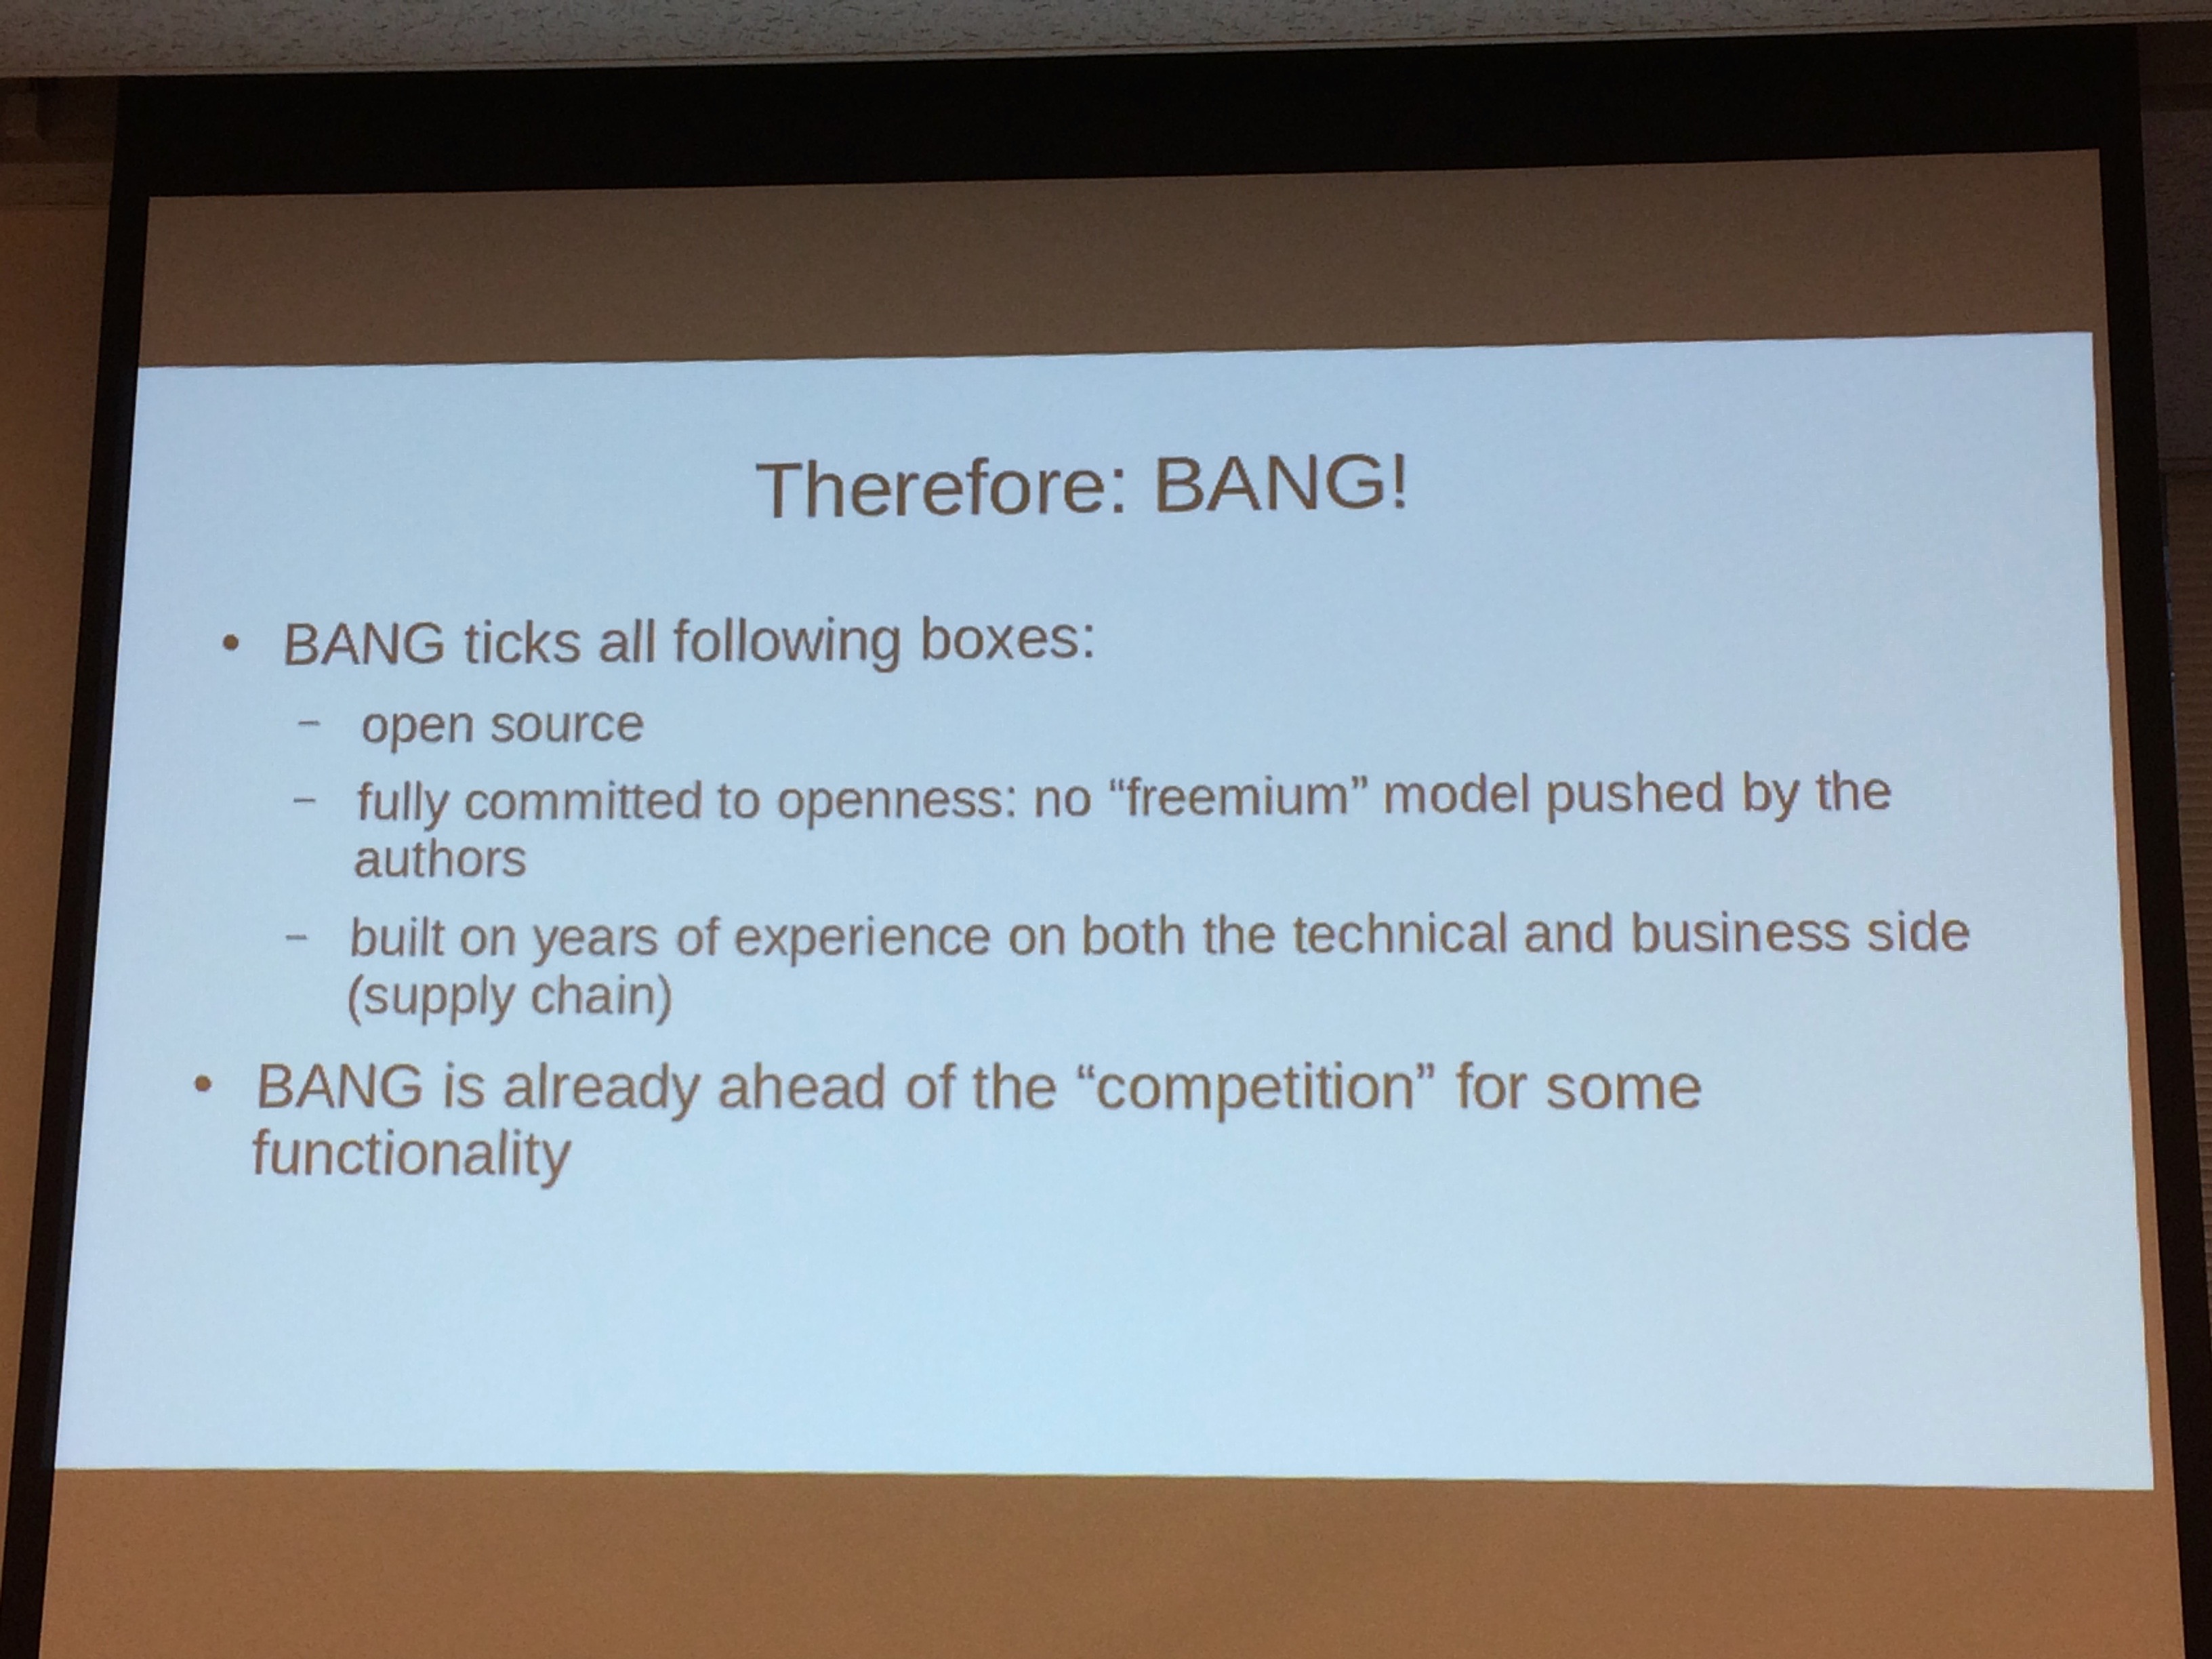 Therefore: BANG!
• BANG ticks all following boxes:
– open source
– fully committed to openness: no “freemium” model pushed by the
authors
– built on years of experience on both the technical and business side
(supply chain)
• BANG is already ahead of the “competition” for some
functionality